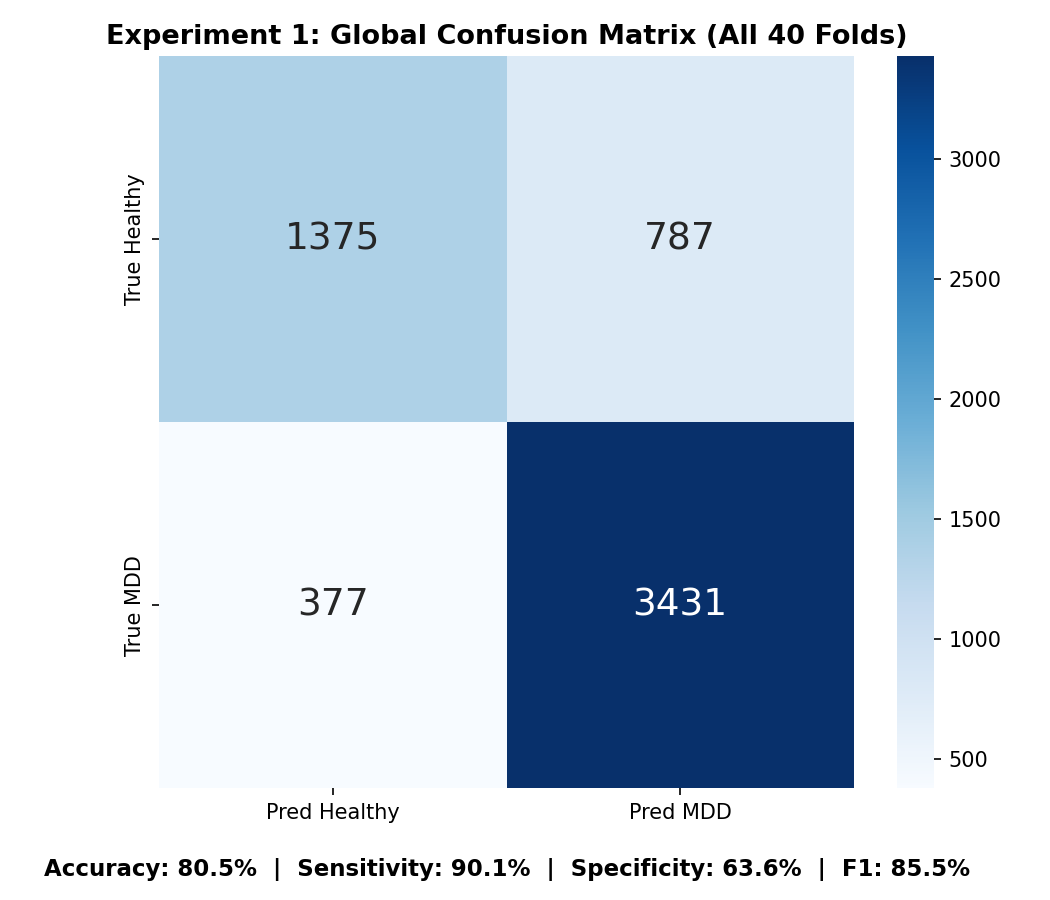 Experiment 1: Global Confusion Matrix (All 40 Folds)
True Healthy
1375
787
3000
2500
2000
1500
True MDD
377
3431
1000
500
Pred Healthy
Pred MDD
Accuracy: 80.5% | Sensitivity: 90.1% | Specificity: 63.6% | F1: 85.5%